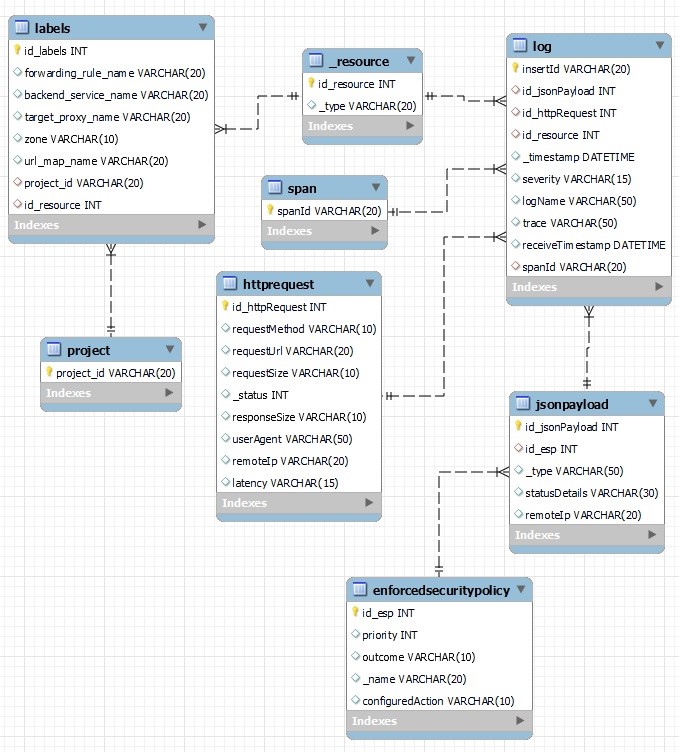 labels
id_labels INT
forwarding_rule_name VARCHAR(20)
backend_service_name VARCHAR(20)
target_proxy_name VARCHAR(20)
zone VARCHAR(10)
url_map_name VARCHAR(20)
project_id VARCHAR(20)
id_resource INT
Indexes
_resource
id_resource INT
_type VARCHAR(20)
Indexes
log
insertId VARCHAR(20)
id_jsonPayload INT
id_httpRequest INT
id_resource INT
_timestamp DATETIME
severity VARCHAR(15)
logName VARCHAR(50)
trace VARCHAR(50)
receiveTimestamp DATETIME
spanId VARCHAR(20)
Indexes
span
spanId VARCHAR(20)
Indexes
httprequest
id_httpRequest INT
requestMethod VARCHAR(10)
requestUrl VARCHAR(20)
requestSize VARCHAR(10)
_status INT
responseSize VARCHAR(10)
userAgent VARCHAR(50)
remoteIp VARCHAR(20)
latency VARCHAR(15)
Indexes
project
project_id VARCHAR(20)
Indexes
jsonpayload
id_jsonPayload INT
id_esp INT
_type VARCHAR(50)
statusDetails VARCHAR(30)
remoteIp VARCHAR(20)
Indexes
enforcedsecuritypolicy
id_esp INT
priority INT
outcome VARCHAR(10)
_name VARCHAR(20)
configuredAction VARCHAR(10)
Indexes